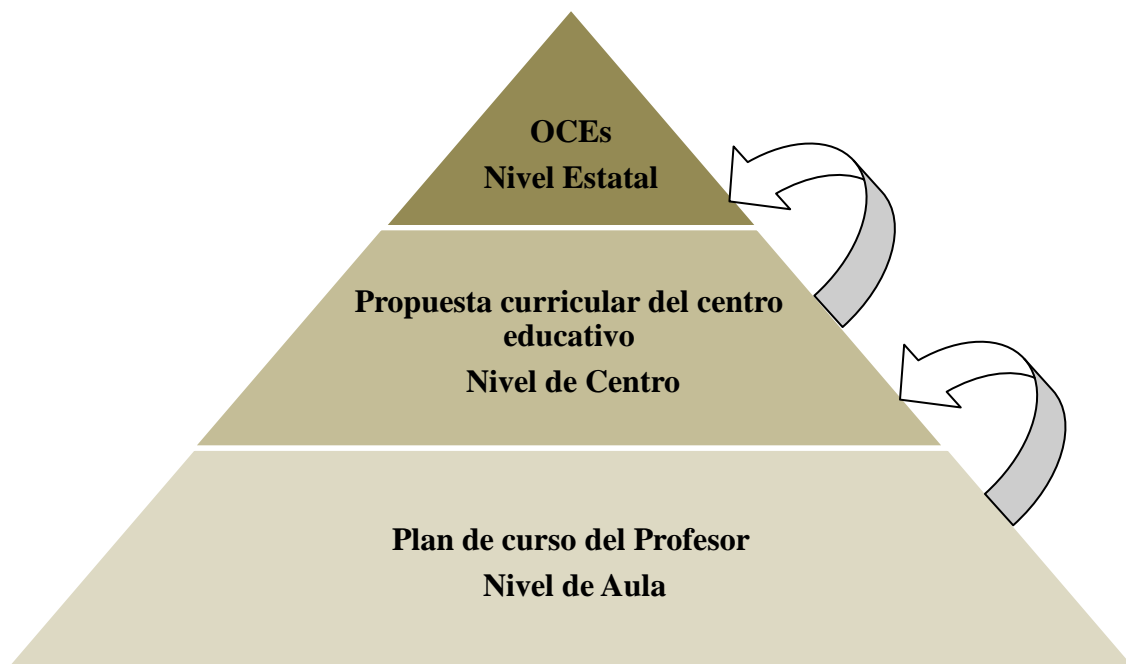 OCEs
Nivel Estatal
Propuesta curricular del centro
educativo
Nivel de Centro
Plan de curso del Profesor
Nivel de Aula